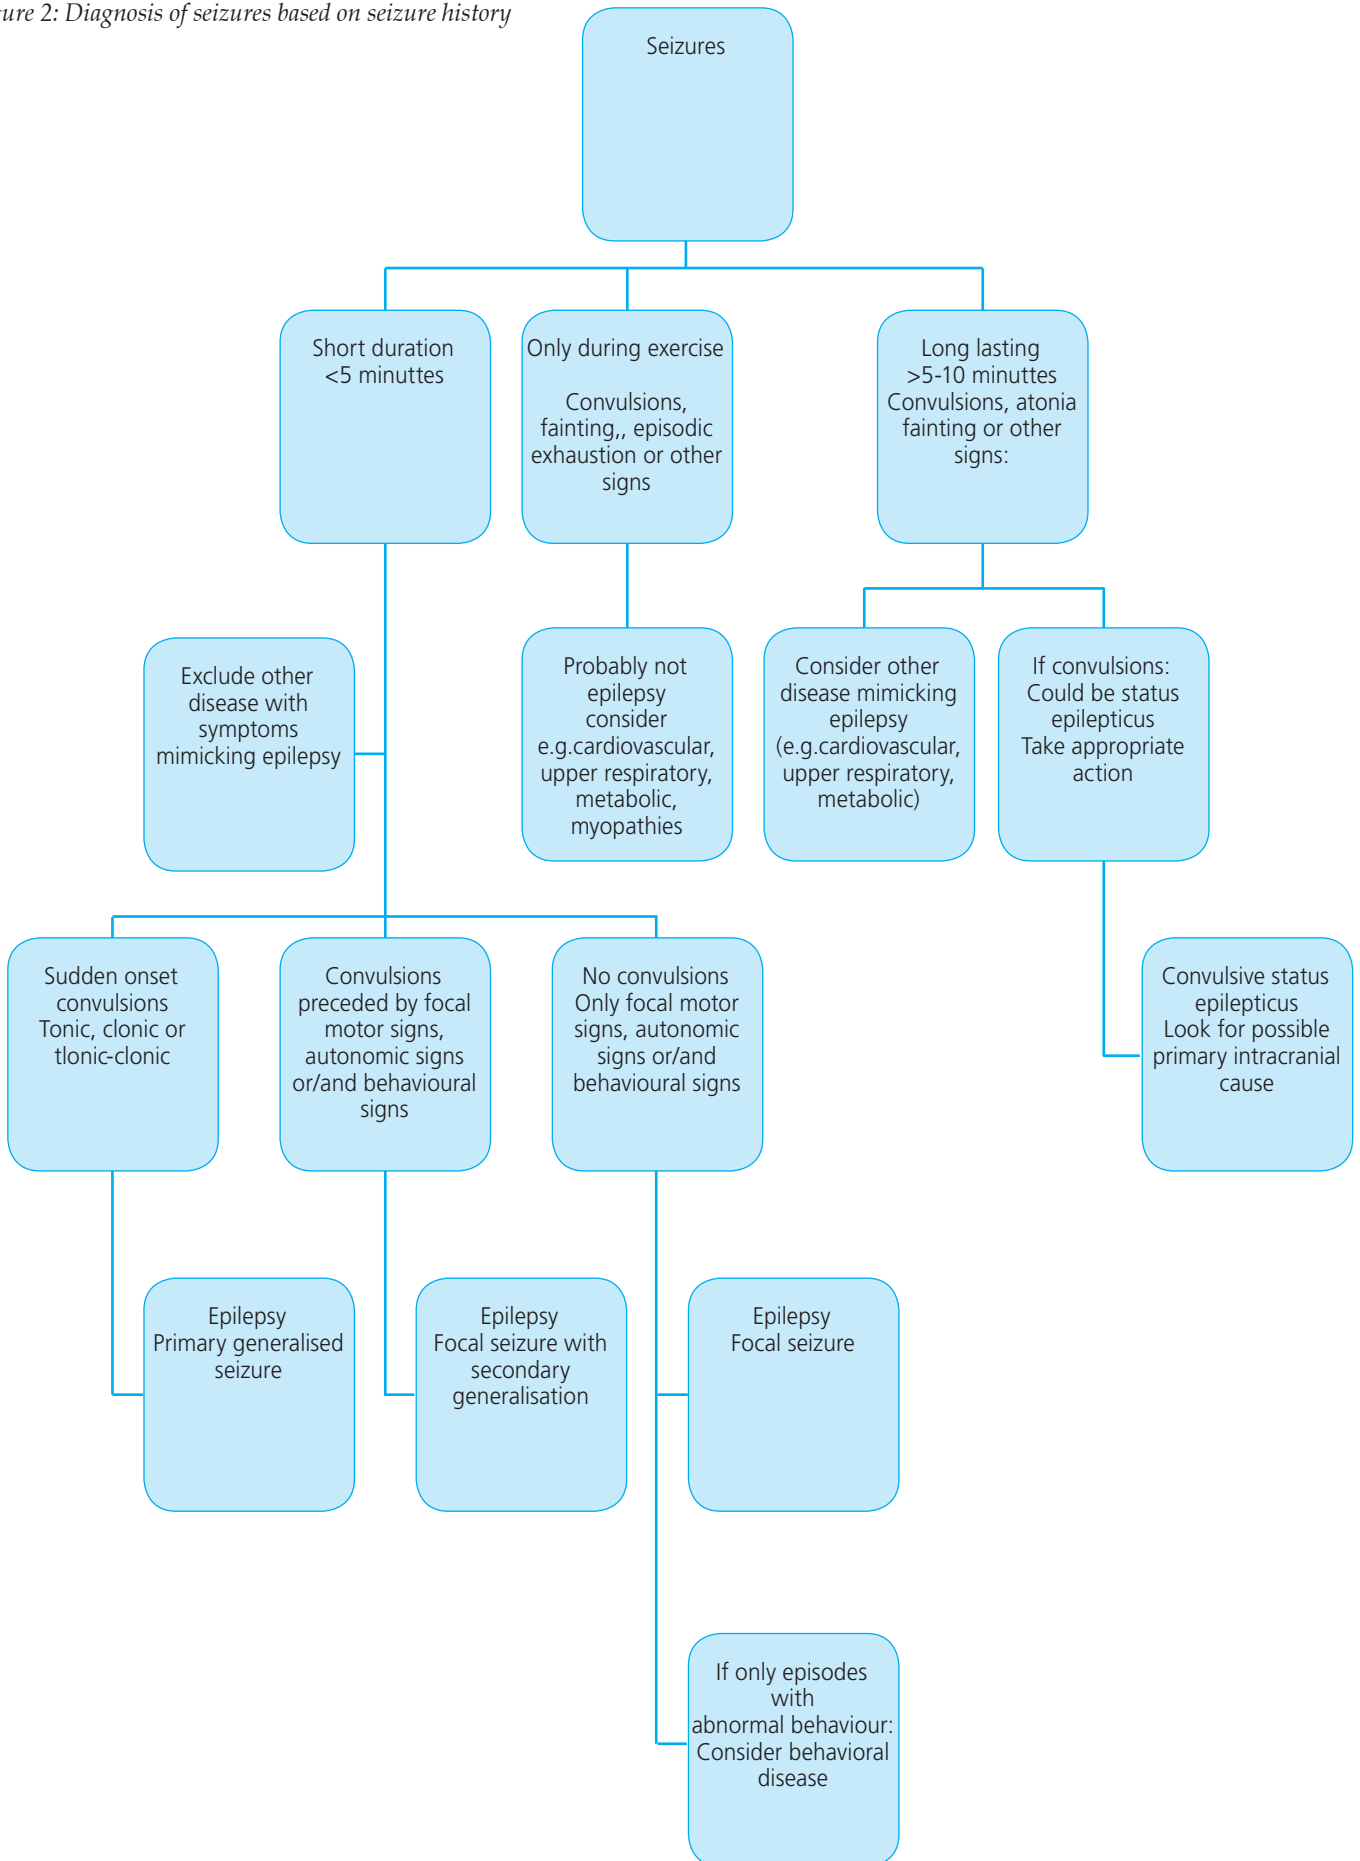 ure 2: Diagnosis of seizures based on seizure history
Seizures
Short duration
<5 minuttes
Only during exercise
Convulsions,
fainting,, episodic
exhaustion or other
signs
Long lasting
>5-10 minuttes
Convulsions, atonia
fainting or other
signs:
Exclude other
disease with
symptoms
mimicking epilepsy
Probably not
epilepsy
consider
e.g.cardiovascular,
upper respiratory,
metabolic,
myopathies
Consider other
disease mimicking
epilepsy
(e.g.cardiovascular,
upper respiratory,
metabolic)
If convulsions:
Could be status
epilepticus
Take appropriate
action
Sudden onset
convulsions
Tonic, clonic or
tlonic-clonic
Convulsions
preceded by focal
motor signs,
autonomic signs
or/and behavioural
signs
No convulsions
Only focal motor
signs, autonomic
signs or/and
behavioural signs
Convulsive status
epilepticus
Look for possible
primary intracranial
cause
Epilepsy
Primary generalised
seizure
Epilepsy
Focal seizure with
secondary
generalisation
Epilepsy
Focal seizure
If only episodes
with
abnormal behaviour:
Consider behavioral
disease